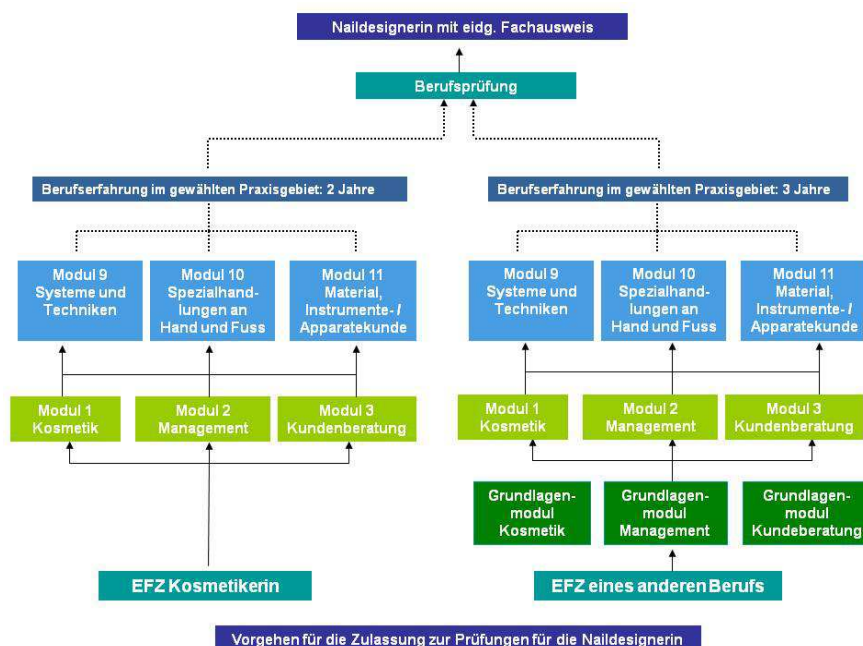 Naildesignerin mit eidg. Fachausweis
Berufsprüfung
Berufserfahrung im gewählten Praxisgebiet: 2 Jahre
Berufserfahrung im gewählten Praxisgebiet: 3 Jahre
Modul 9
Systeme und
Techniken
Modul 10
Spezialhand-
lungen an
Hand und Fuss
Modul 11
Material,
Instrumente- /
Apparatekunde
Modul 9
Systeme und
Techniken
Modul 10
Spezialhand-
lungen an
Hand und Fuss
Modul 11
Material,
Instrumente- /
Apparatekunde
Modul 1
Kosmetik
Modul 2
Management
Modul 3
Kundenberatung
Modul 1
Kosmetik
Modul 2
Management
Modul 3
Kundenberatung
Grundlagen-
modul
Kosmetik
Grundlagen-
modul
Management
Grundlagen-
modul
Kundeberatung
EFZ Kosmetikerin
EFZ eines anderen Berufs
Vorgehen für die Zulassung zur Prüfungen für die Naildesignerin